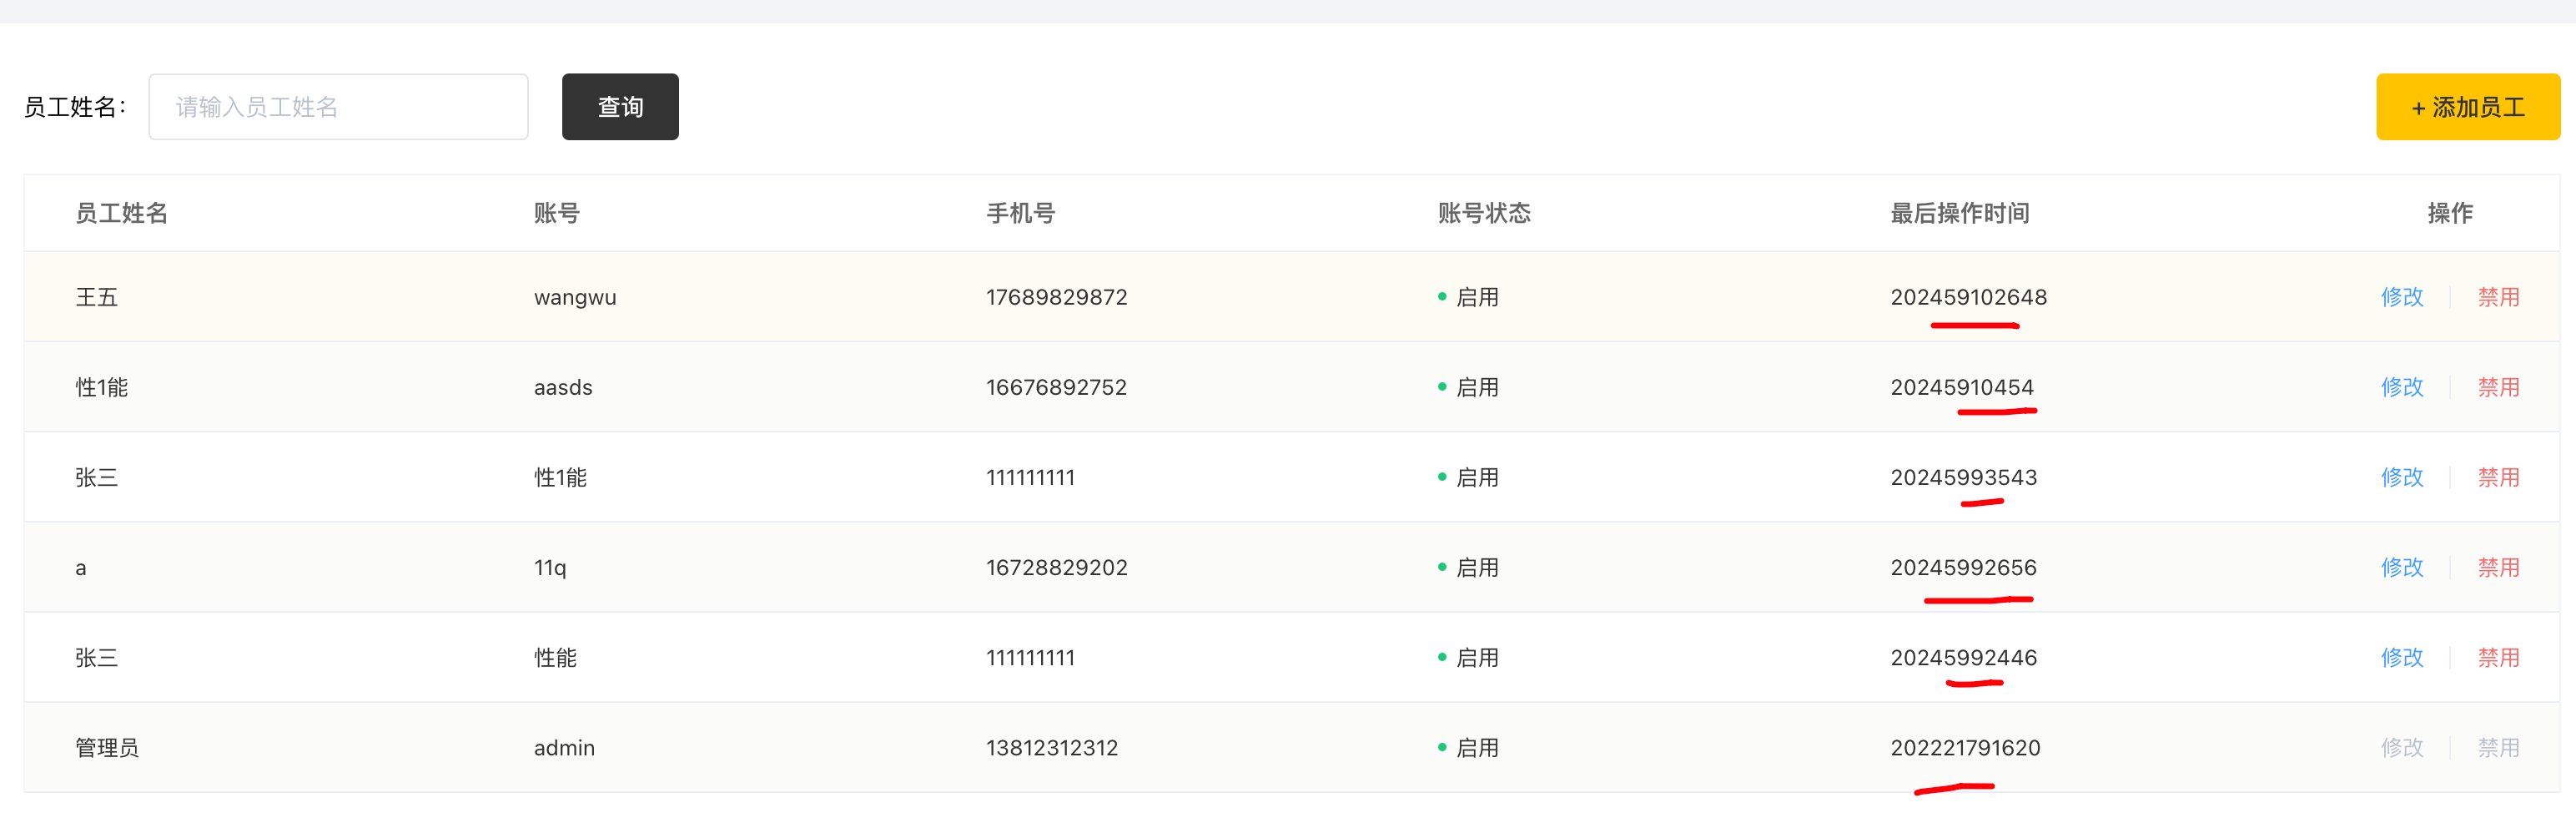 员工姓名: 请输入员工姓名 查询 + 添加员工
员工姓名 账号 手机号 账号状态 最后操作时间 操作
王五 wangwu 17689829872 启用 202459102648 修改 禁用
性1能 aasds 16676892752 启用 20245910454 修改 禁用
张三 性1能 111111111 启用 20245993543 修改 禁用
a 11q 16728829202 启用 20245992656 修改 禁用
张三 性能 111111111 启用 20245992446 修改 禁用
管理员 admin 13812312312 启用 202221791620 修改 禁用